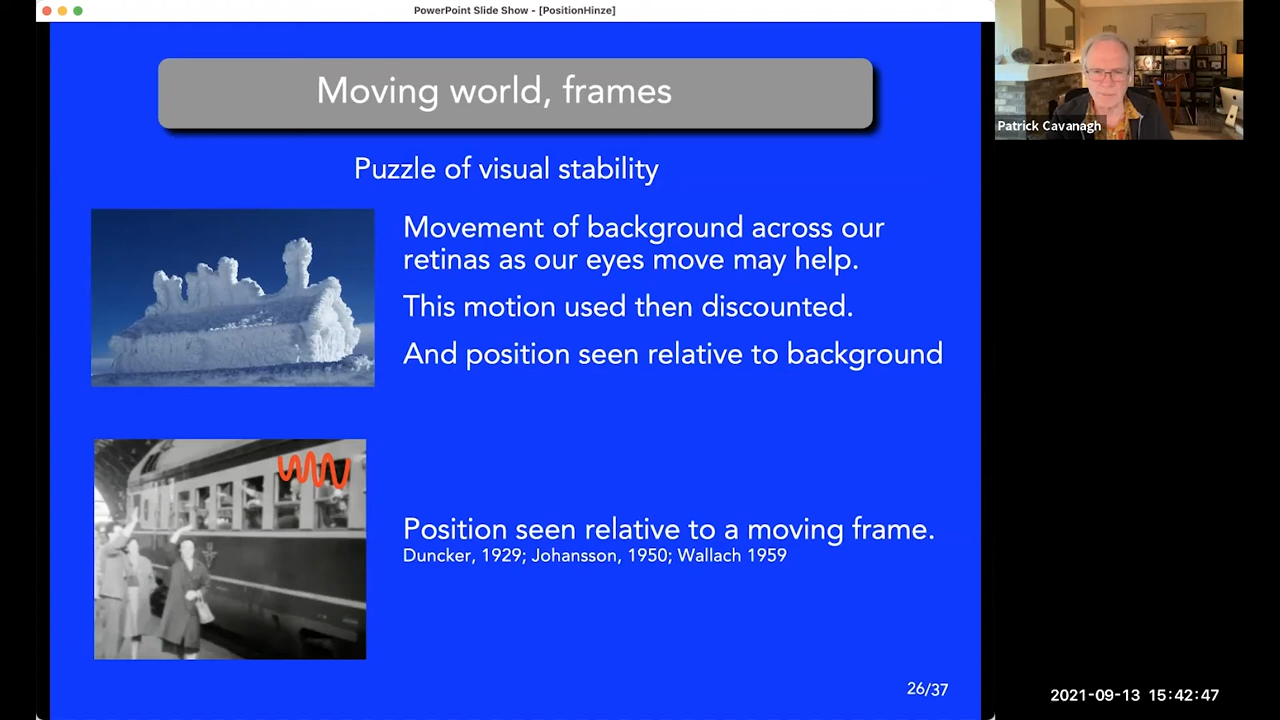 PowerPoint Slide Show - [PositionHinze]
Moving world, frames
Puzzle of visual stability
Movement of background across our
retinas as our eyes move may help.
This motion used then discounted.
And position seen relative to background
Position seen relative to a moving frame.
Duncker, 1929; Johansson, 1950; Wallach 1959
26/37
Patrick Cavanagh
2021-09-13 15:42:47